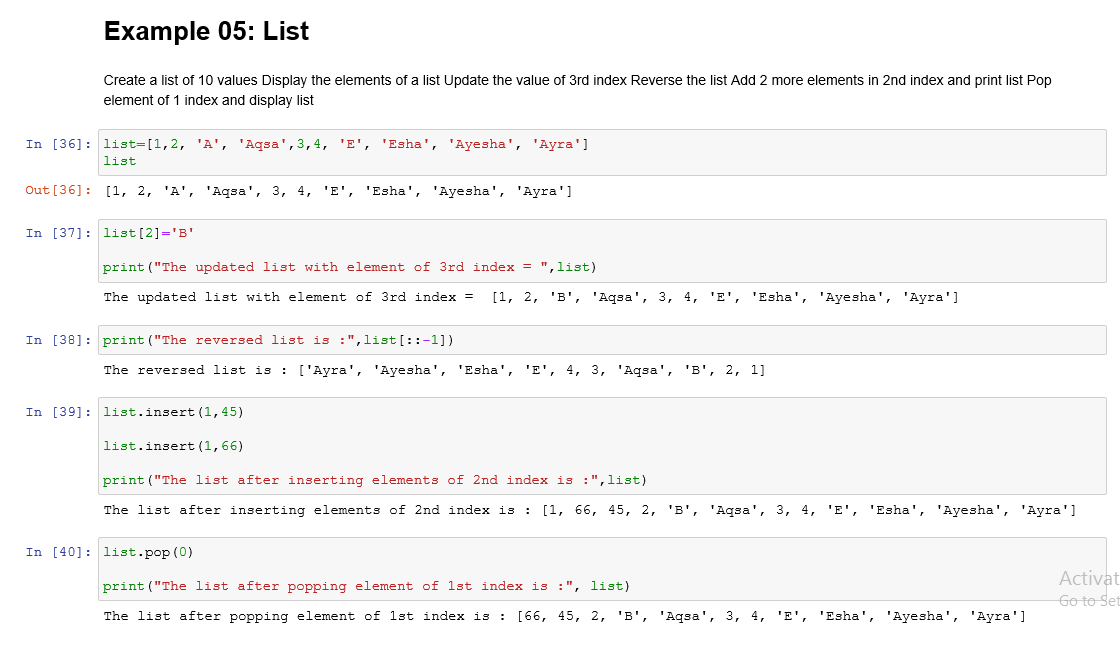 Example 05: List
Create a list of 10 values Display the elements of a list Update the value of 3rd index Reverse the list Add 2 more elements in 2nd index and print list Pop
element of 1 index and display list
In [36]: list=[1,2, 'A', 'Aqsa',3,4, 'E', 'Esha', 'Ayesha', 'Ayra']
list
Out[36]: [1, 2, 'A', 'Aqsa', 3, 4, 'E', 'Esha', 'Ayesha', 'Ayra']
In [37]: list[2]='B'
print("The updated list with element of 3rd index = ",list)
The updated list with element of 3rd index =  [1, 2, 'B', 'Aqsa', 3, 4, 'E', 'Esha', 'Ayesha', 'Ayra']
In [38]: print("The reversed list is :",list[::-1])
The reversed list is : ['Ayra', 'Ayesha', 'Esha', 'E', 4, 3, 'Aqsa', 'B', 2, 1]
In [39]: list.insert(1,45)
list.insert(1,66)
print("The list after inserting elements of 2nd index is :",list)
The list after inserting elements of 2nd index is : [1, 66, 45, 2, 'B', 'Aqsa', 3, 4, 'E', 'Esha', 'Ayesha', 'Ayra']
In [40]: list.pop(0)
print("The list after popping element of 1st index is :", list)
The list after popping element of 1st index is : [66, 45, 2, 'B', 'Aqsa', 3, 4, 'E', 'Esha', 'Ayesha', 'Ayra']
Activat
Go to Set